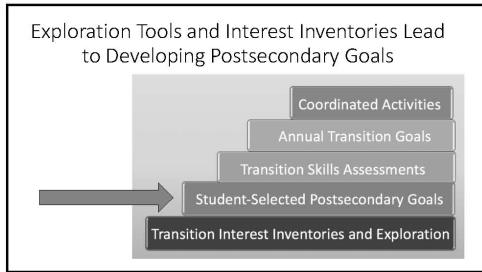 Exploration Tools and Interest Inventories Lead
to Developing Postsecondary Goals
Coordinated Activities
Annual Transition Goals
Transition Skills Assessments
Student-Selected Postsecondary Goals
Transition Interest Inventories and Exploration